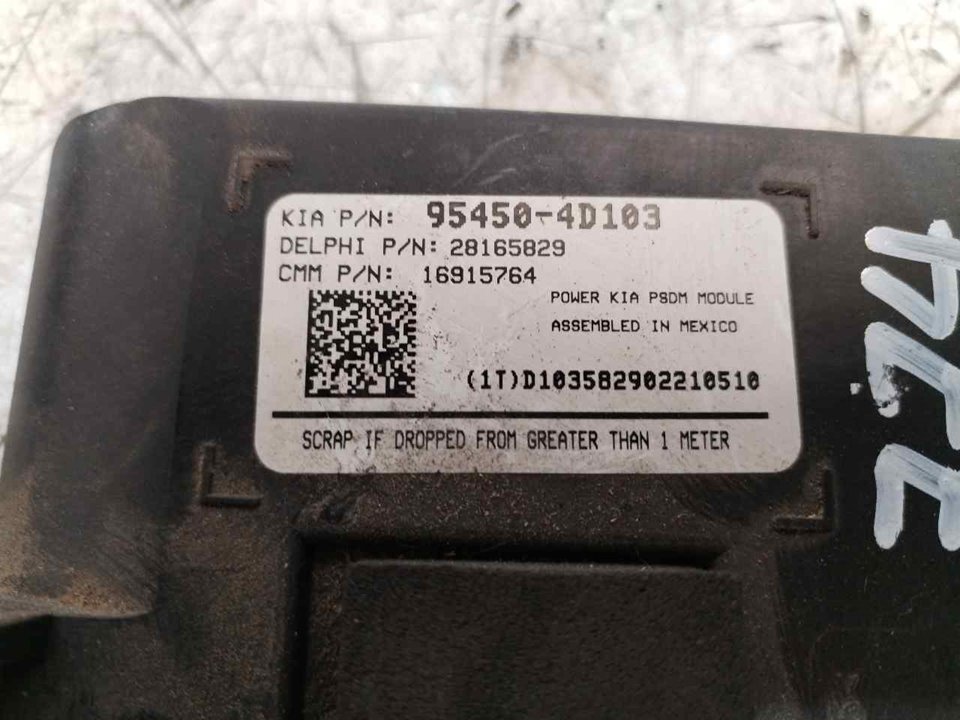 KIA P/N: 95450-4D103
DELPHI P/N: 28165829
CMM P/N: 16915764
POWER KIA PSDM MODULE
ASSEMBLED IN MEXICO
(1T)D103582902210510
SCRAP IF DROPPED FROM GREATER THAN 1 METER